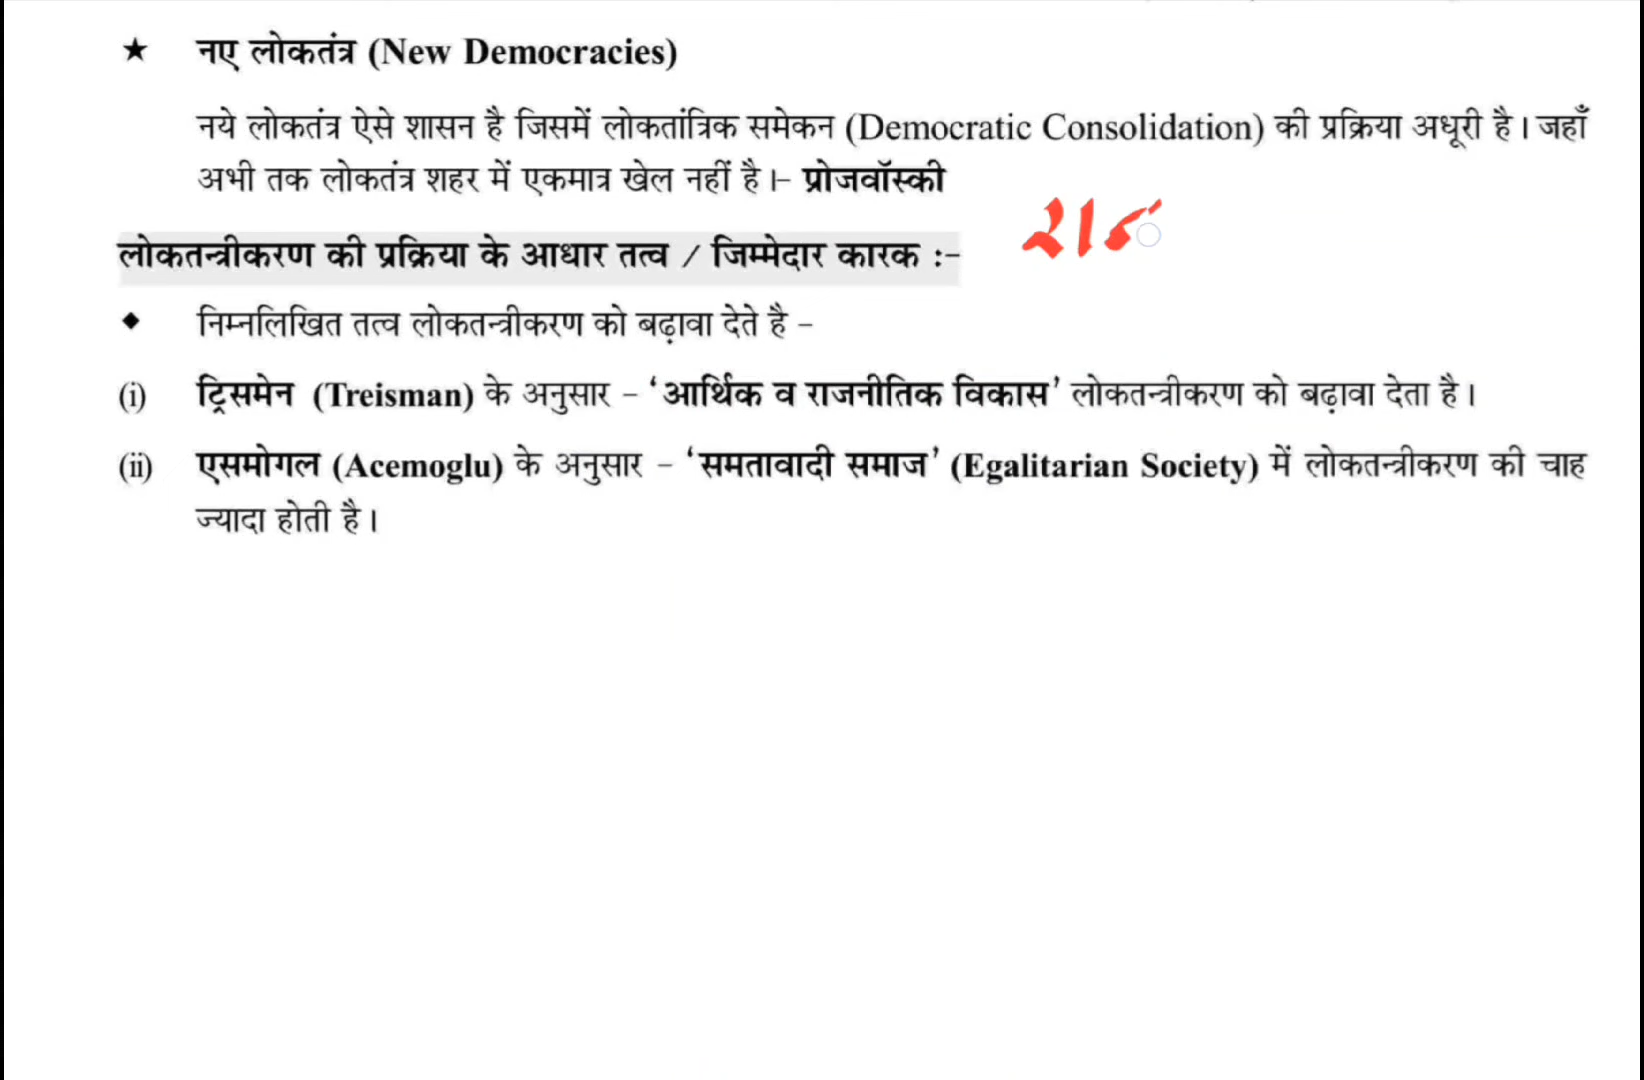 ★ नए लोकतंत्र (New Democracies)
नये लोकतंत्र ऐसे शासन है जिसमें लोकतांत्रिक समेकन (Democratic Consolidation) की प्रक्रिया अधूरी है। जहाँ
अभी तक लोकतंत्र शहर में एकमात्र खेल नहीं है।- प्रोजवॉस्की
लोकतन्त्रीकरण की प्रक्रिया के आधार तत्व / जिम्मेदार कारक :-
◆ निम्नलिखित तत्व लोकतन्त्रीकरण को बढ़ावा देते है -
(i) ट्रिसमेन (Treisman) के अनुसार - ‘आर्थिक व राजनीतिक विकास’ लोकतन्त्रीकरण को बढ़ावा देता है।
(ii) एसमोगल (Acemoglu) के अनुसार - ‘समतावादी समाज’ (Egalitarian Society) में लोकतन्त्रीकरण की चाह
ज्यादा होती है।